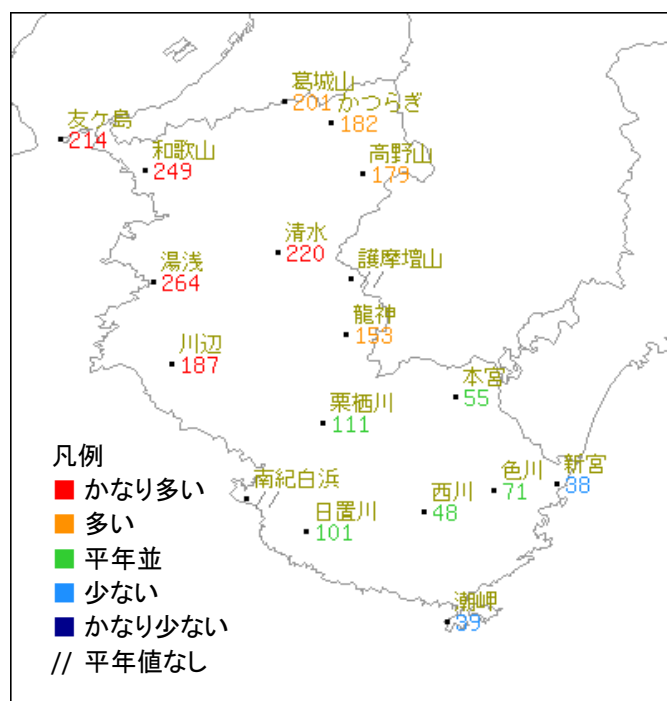 葛城山
201
かつらぎ
182
友ケ島
214
和歌山
249
高野山
179
清水
220
護摩壇山
//
湯浅
264
龍神
153
川辺
187
本宮
55
栗栖川
111
凡例
かなり多い
多い
平年並
少ない
かなり少ない
// 平年値なし
南紀白浜
//
日置川
101
西川
48
色川
71
新宮
38
潮岬
39